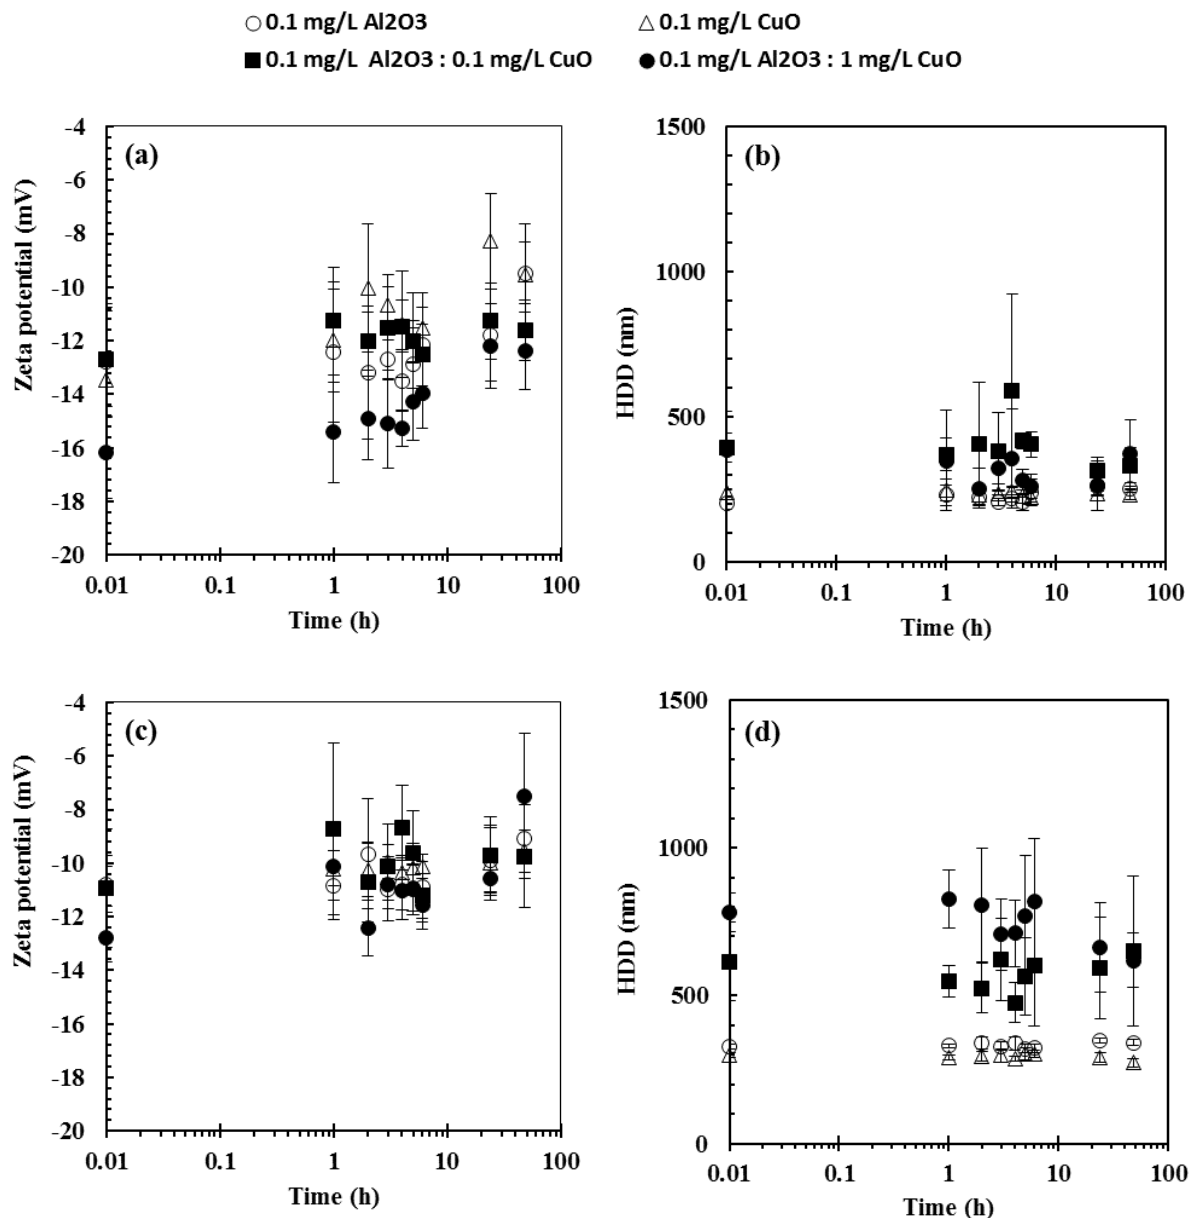 0.1 mg/L Al2O3
0.1 mg/L CuO
0.1 mg/L Al2O3 : 0.1 mg/L CuO
0.1 mg/L Al2O3 : 1 mg/L CuO
(a)
Zeta potential (mV)
-4
-6
-8
-10
-12
-14
-16
-18
-20
0.01 0.1 1 10 100
Time (h)
(b)
HDD (nm)
1500
1000
500
0
0.01 0.1 1 10 100
Time (h)
(c)
Zeta potential (mV)
-4
-6
-8
-10
-12
-14
-16
-18
-20
0.01 0.1 1 10 100
Time (h)
(d)
HDD (nm)
1500
1000
500
0
0.01 0.1 1 10 100
Time (h)